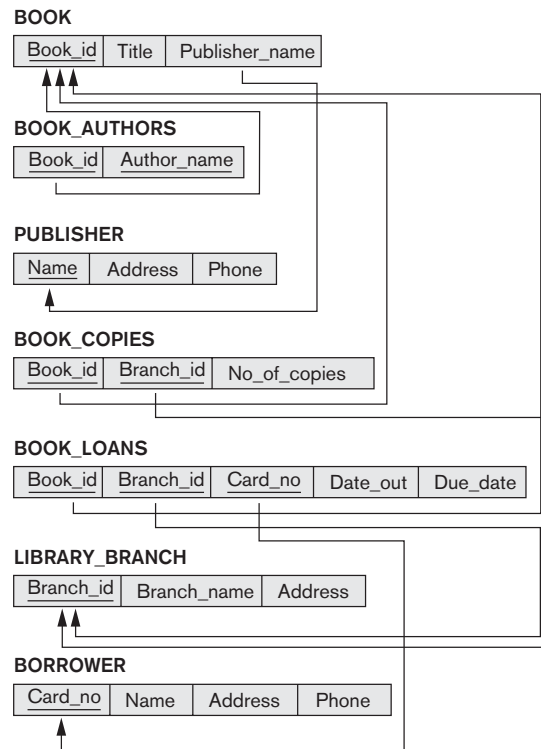 BOOK
Book_id Title Publisher_name
BOOK_AUTHORS
Book_id Author_name
PUBLISHER
Name Address Phone
BOOK_COPIES
Book_id Branch_id No_of_copies
BOOK_LOANS
Book_id Branch_id Card_no Date_out Due_date
LIBRARY_BRANCH
Branch_id Branch_name Address
BORROWER
Card_no Name Address Phone